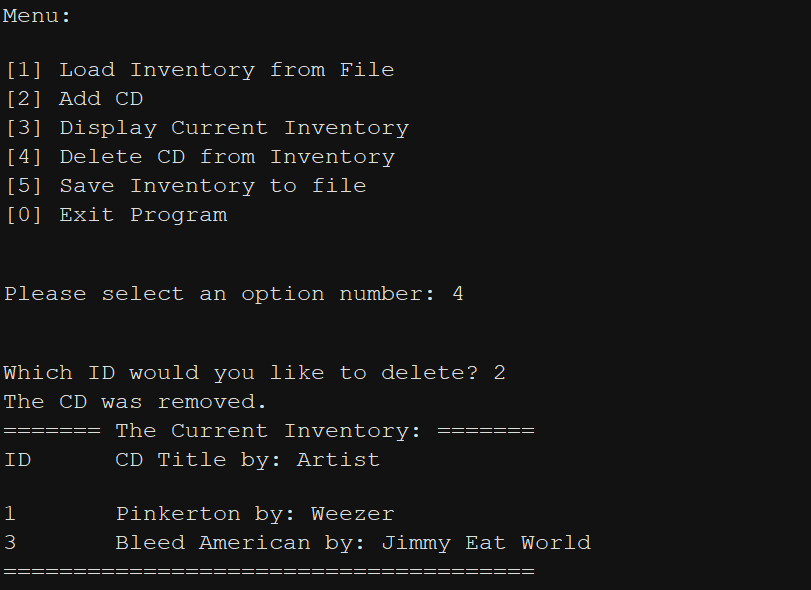 Menu:
[1] Load Inventory from File
[2] Add CD
[3] Display Current Inventory
[4] Delete CD from Inventory
[5] Save Inventory to file
[0] Exit Program
Please select an option number: 4
Which ID would you like to delete? 2
The CD was removed.
======= The Current Inventory: =======
ID      CD Title by: Artist
1       Pinkerton by: Weezer
3       Bleed American by: Jimmy Eat World
======================================